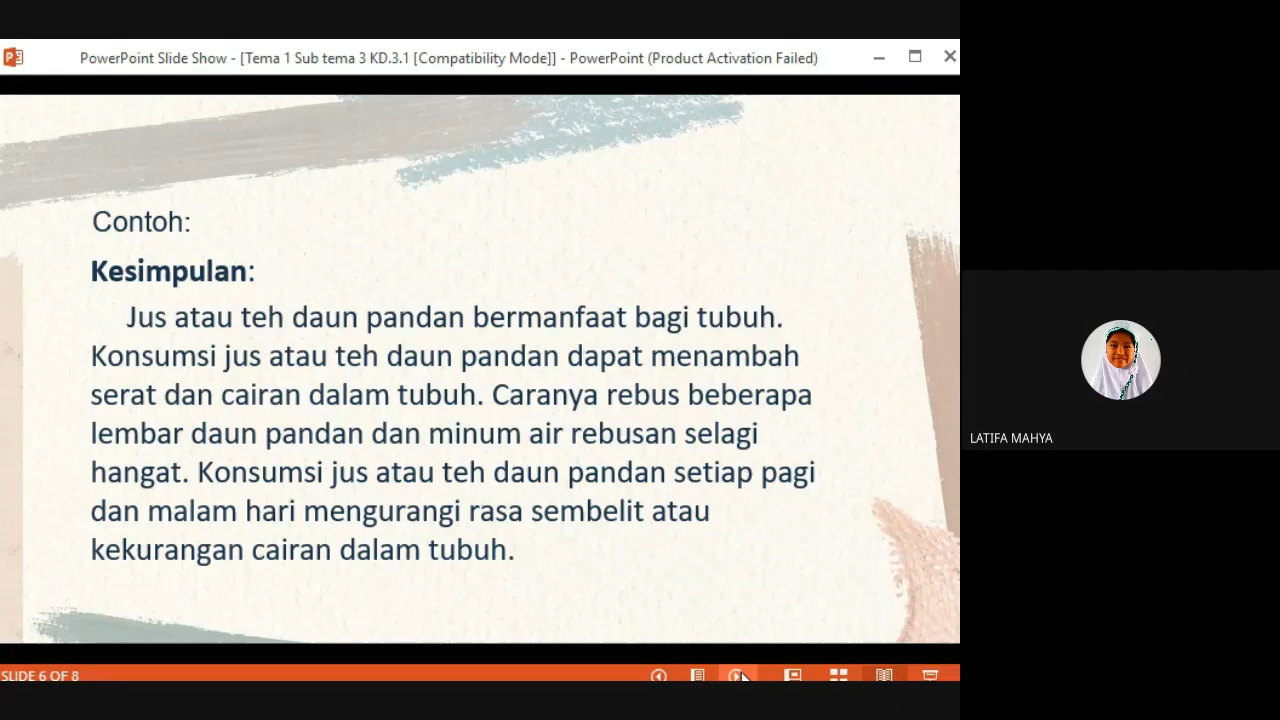 PowerPoint Slide Show - [Tema 1 Sub tema 3 KD.3.1 [Compatibility Mode]] - PowerPoint (Product Activation Failed)
Contoh:
Kesimpulan:
Jus atau teh daun pandan bermanfaat bagi tubuh.
Konsumsi jus atau teh daun pandan dapat menambah
serat dan cairan dalam tubuh. Caranya rebus beberapa
lembar daun pandan dan minum air rebusan selagi
hangat. Konsumsi jus atau teh daun pandan setiap pagi
dan malam hari mengurangi rasa sembelit atau
kekurangan cairan dalam tubuh.
LATIFA MAHYA
SLIDE 6 OF 8